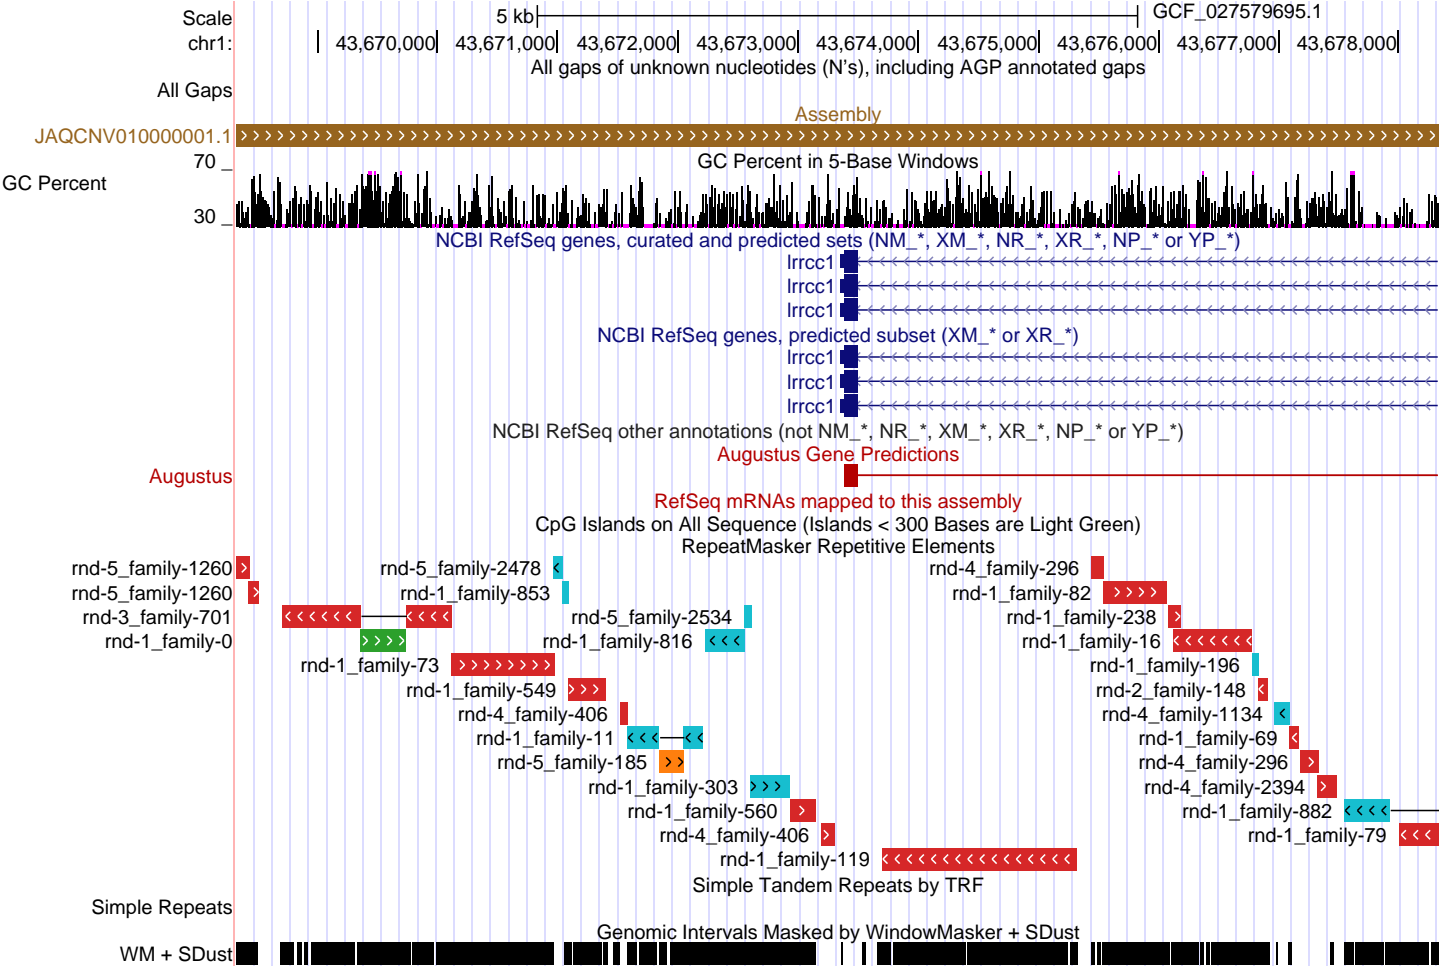 Scale 5 kb GCF_027579695.1
chr1: 43,670,000 43,671,000 43,672,000 43,673,000 43,674,000 43,675,000 43,676,000 43,677,000 43,678,000
All gaps of unknown nucleotides (N's), including AGP annotated gaps
All Gaps
Assembly
JAQCNV010000001.1
70 GC Percent in 5-Base Windows
GC Percent
30
NCBI RefSeq genes, curated and predicted sets (NM_*, XM_*, NR_*, XR_*, NP_* or YP_*)
lrrcc1
lrrcc1
lrrcc1
NCBI RefSeq genes, predicted subset (XM_* or XR_*)
lrrcc1
lrrcc1
lrrcc1
NCBI RefSeq other annotations (not NM_*, NR_*, XM_*, XR_*, NP_* or YP_*)
Augustus Gene Predictions
Augustus
RefSeq mRNAs mapped to this assembly
CpG Islands on All Sequence (Islands < 300 Bases are Light Green)
RepeatMasker Repetitive Elements
rnd-5_family-1260 rnd-5_family-2478 rnd-4_family-296
rnd-5_family-1260 rnd-1_family-853 rnd-1_family-82
rnd-3_family-701 rnd-5_family-2534 rnd-1_family-238
rnd-1_family-0 rnd-1_family-816 rnd-1_family-16
rnd-1_family-73 rnd-1_family-196
rnd-1_family-549 rnd-2_family-148
rnd-4_family-406 rnd-4_family-1134
rnd-1_family-11 rnd-1_family-69
rnd-5_family-185 rnd-4_family-296
rnd-1_family-303 rnd-4_family-2394
rnd-1_family-560 rnd-1_family-882
rnd-4_family-406 rnd-1_family-79
rnd-1_family-119
Simple Tandem Repeats by TRF
Simple Repeats
Genomic Intervals Masked by WindowMasker + SDust
WM + SDust